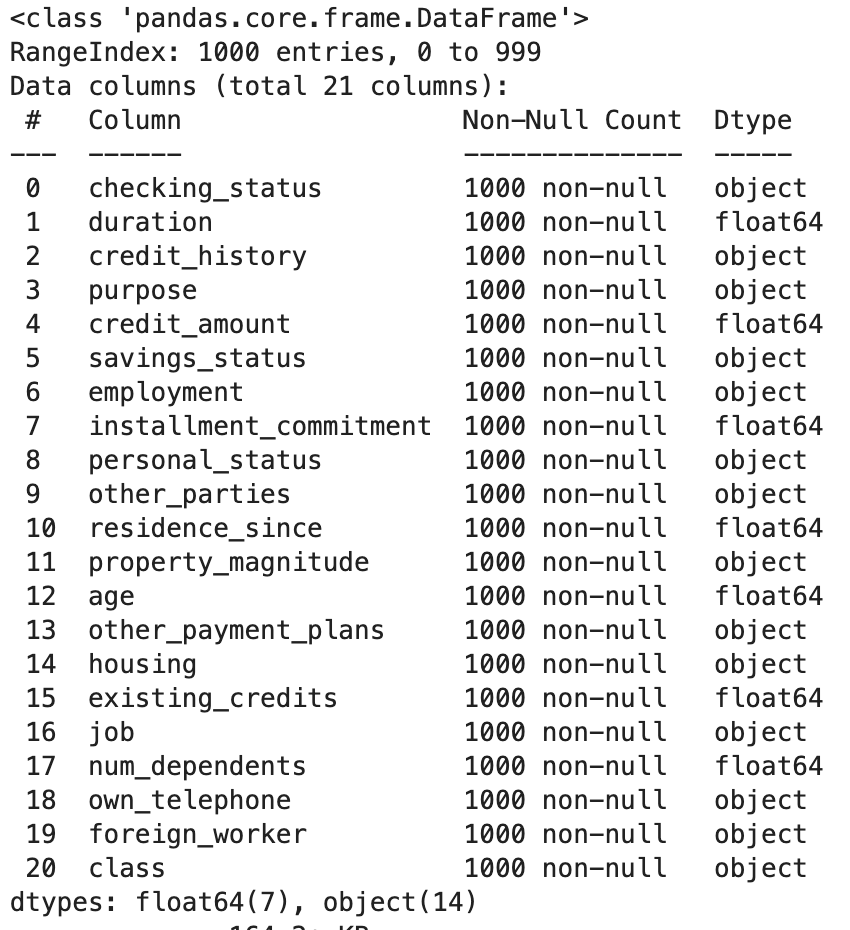 <class 'pandas.core.frame.DataFrame'>
RangeIndex: 1000 entries, 0 to 999
Data columns (total 21 columns):
 #   Column                  Non-Null Count  Dtype
---  ------                  --------------  -----
 0   checking_status         1000 non-null   object
 1   duration                1000 non-null   float64
 2   credit_history          1000 non-null   object
 3   purpose                 1000 non-null   object
 4   credit_amount           1000 non-null   float64
 5   savings_status          1000 non-null   object
 6   employment              1000 non-null   object
 7   installment_commitment  1000 non-null   float64
 8   personal_status         1000 non-null   object
 9   other_parties           1000 non-null   object
 10  residence_since         1000 non-null   float64
 11  property_magnitude      1000 non-null   object
 12  age                     1000 non-null   float64
 13  other_payment_plans     1000 non-null   object
 14  housing                 1000 non-null   object
 15  existing_credits        1000 non-null   float64
 16  job                     1000 non-null   object
 17  num_dependents          1000 non-null   float64
 18  own_telephone           1000 non-null   object
 19  foreign_worker          1000 non-null   object
 20  class                   1000 non-null   object
dtypes: float64(7), object(14)